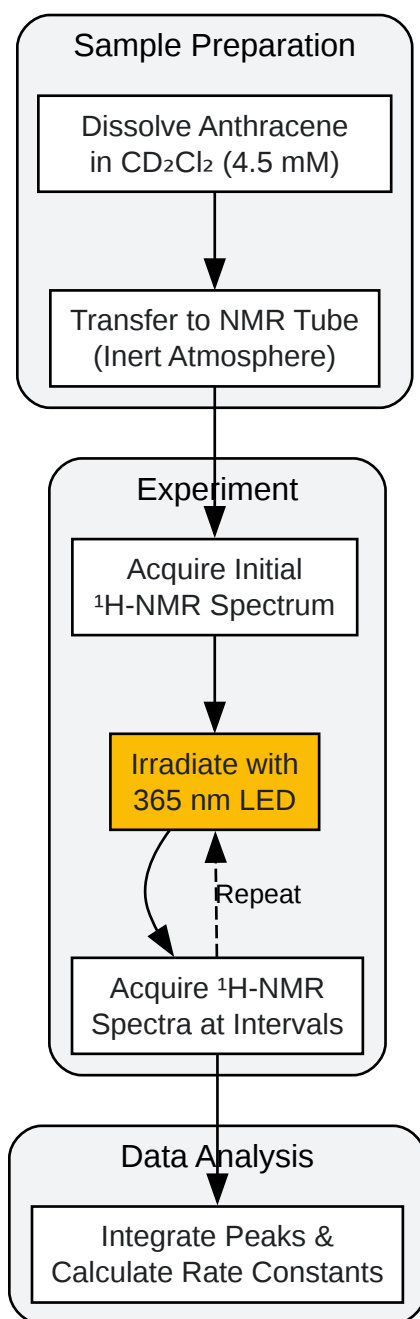 Sample Preparation
Dissolve Anthracene
in CD₂Cl₂ (4.5 mM)
Transfer to NMR Tube
(Inert Atmosphere)
Experiment
Acquire Initial
¹H-NMR Spectrum
Irradiate with
365 nm LED
Repeat
Acquire ¹H-NMR
Spectra at Intervals
Data Analysis
Integrate Peaks &
Calculate Rate Constants